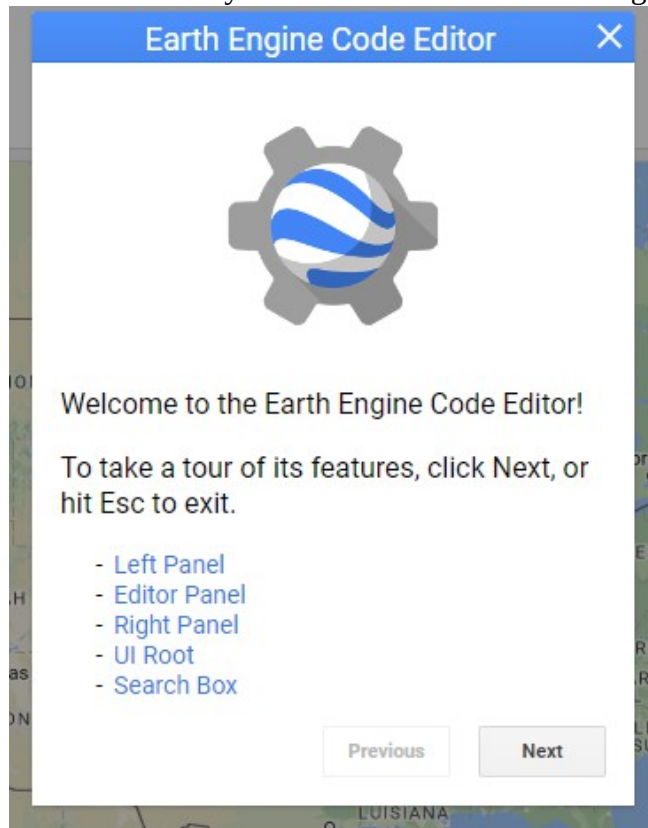 Earth Engine Code Editor
Welcome to the Earth Engine Code Editor!
To take a tour of its features, click Next, or
hit Esc to exit.
- Left Panel
- Editor Panel
- Right Panel
- UI Root
- Search Box
Previous
Next
LUISIANA